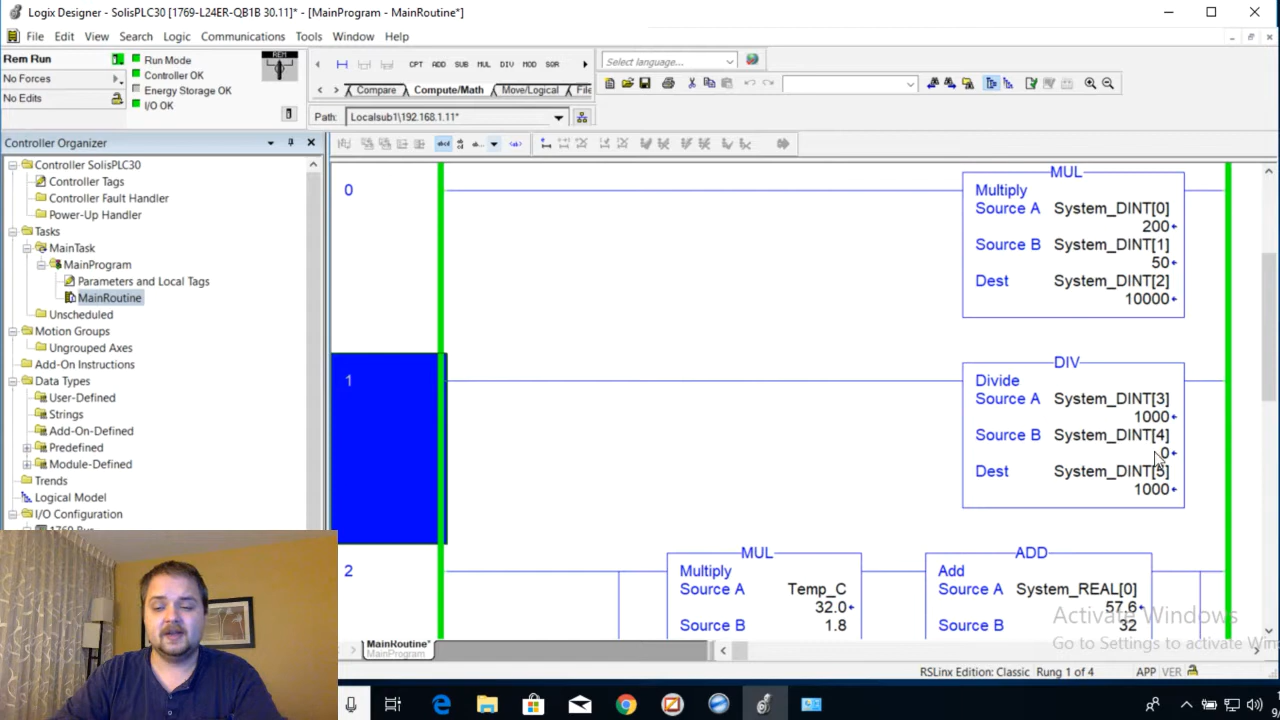 Logix Designer - SolisPLC30 [1769-L24ER-QB1B 30.11]* - [MainProgram - MainRoutine*]
File Edit View Search Logic Communications Tools Window Help
Rem Run
No Forces
No Edits
Run Mode
Controller OK
Energy Storage OK
I/O OK
REM
CPT ADD SUB MUL DIV MOD SQR
Compare Compute/Math Move/Logical File
Select language...
Path: Localsub1\192.168.1.11*
Controller Organizer
Controller SolisPLC30
Controller Tags
Controller Fault Handler
Power-Up Handler
Tasks
MainTask
MainProgram
Parameters and Local Tags
MainRoutine
Unscheduled
Motion Groups
Ungrouped Axes
Add-On Instructions
Data Types
User-Defined
Strings
Add-On-Defined
Predefined
Module-Defined
Trends
Logical Model
I/O Configuration
1769 Bus
0
MUL
Multiply
Source A System_DINT[0]
200
Source B System_DINT[1]
50
Dest System_DINT[2]
10000
1
DIV
Divide
Source A System_DINT[3]
1000
Source B System_DINT[4]
0
Dest System_DINT[5]
1000
2
MUL
Multiply
Source A Temp_C
32.0
Source B 1.8
ADD
Add
Source A System_REAL[0]
57.6
Source B 32
Activate Windows
Go to Settings to activate Win
MainRoutine*
MainProgram
RSLinx Edition: Classic Rung 1 of 4 APP VER